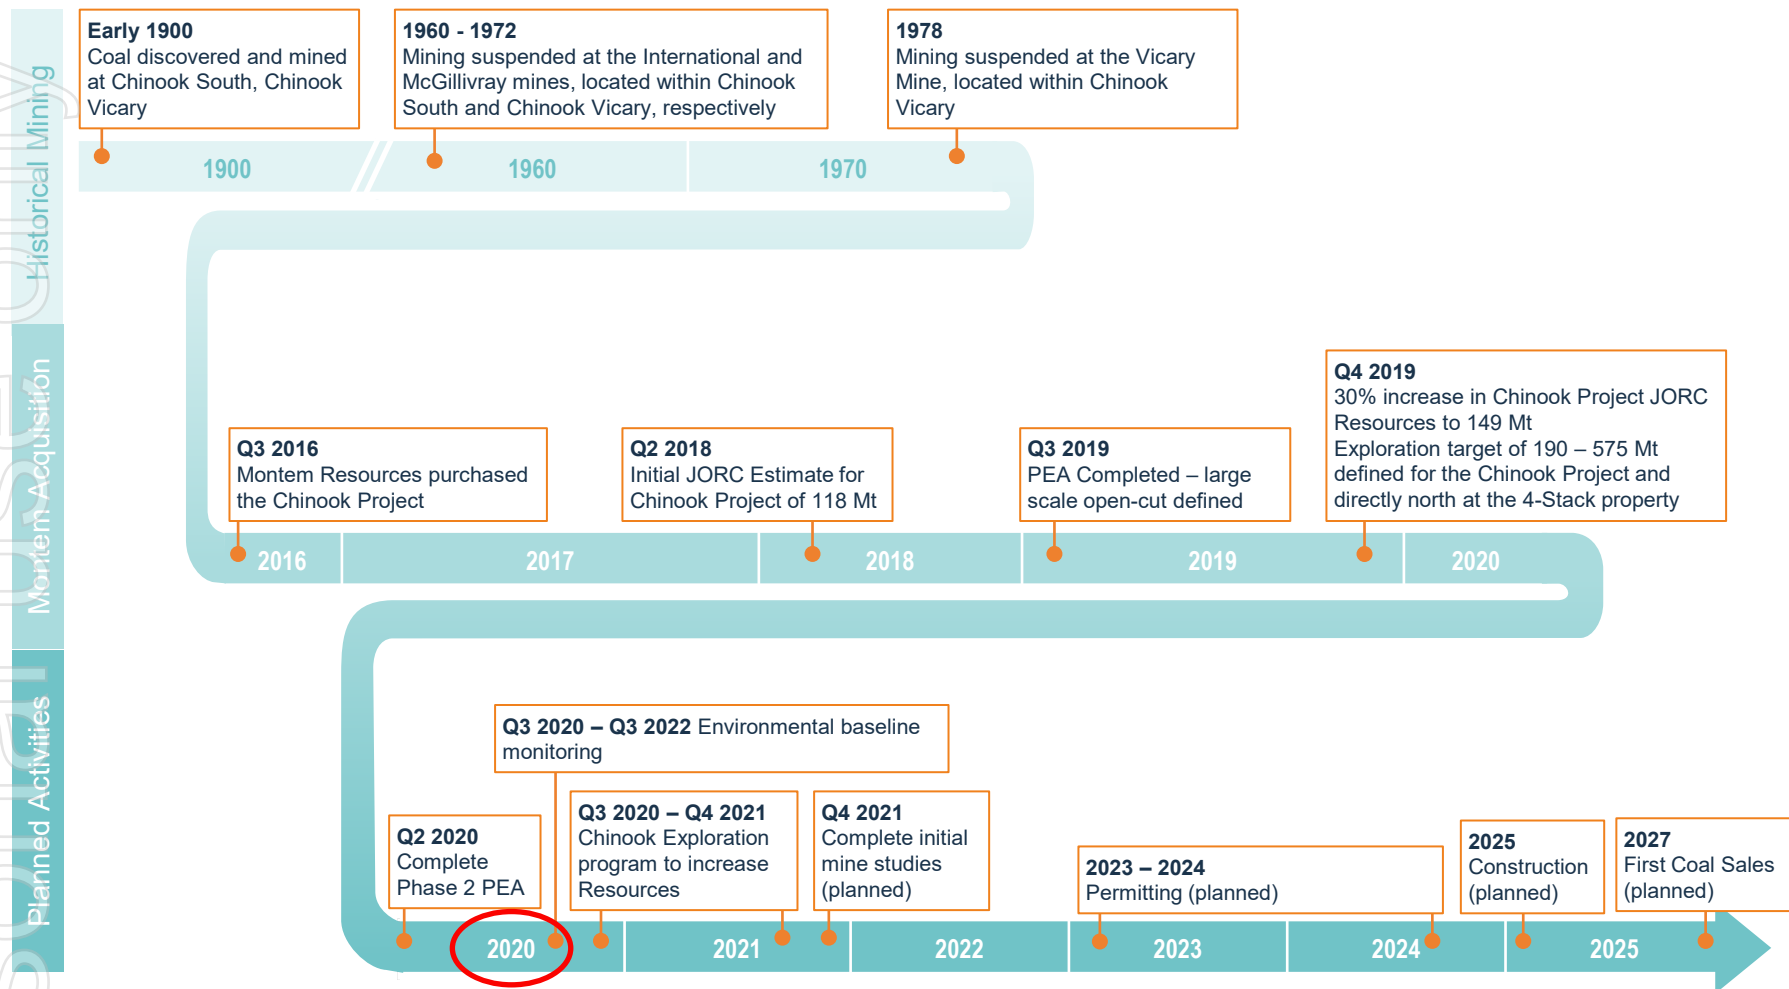 Historical Mining
Early 1900
Coal discovered and mined
at Chinook South, Chinook
Vicary
1960 - 1972
Mining suspended at the International and
McGillivray mines, located within Chinook
South and Chinook Vicary, respectively
1978
Mining suspended at the Vicary
Mine, located within Chinook
Vicary
1900
1960
1970
Montem Acquisition
Q3 2016
Montem Resources purchased
the Chinook Project
Q2 2018
Initial JORC Estimate for
Chinook Project of 118 Mt
Q3 2019
PEA Completed – large
scale open-cut defined
Q4 2019
30% increase in Chinook Project JORC
Resources to 149 Mt
Exploration target of 190 – 575 Mt
defined for the Chinook Project and
directly north at the 4-Stack property
2016
2017
2018
2019
2020
Planned Activities
Q3 2020 – Q3 2022 Environmental baseline
monitoring
Q2 2020
Complete
Phase 2 PEA
Q3 2020 – Q4 2021
Chinook Exploration
program to increase
Resources
Q4 2021
Complete initial
mine studies
(planned)
2023 – 2024
Permitting (planned)
2025
Construction
(planned)
2027
First Coal Sales
(planned)
2020
2021
2022
2023
2024
2025